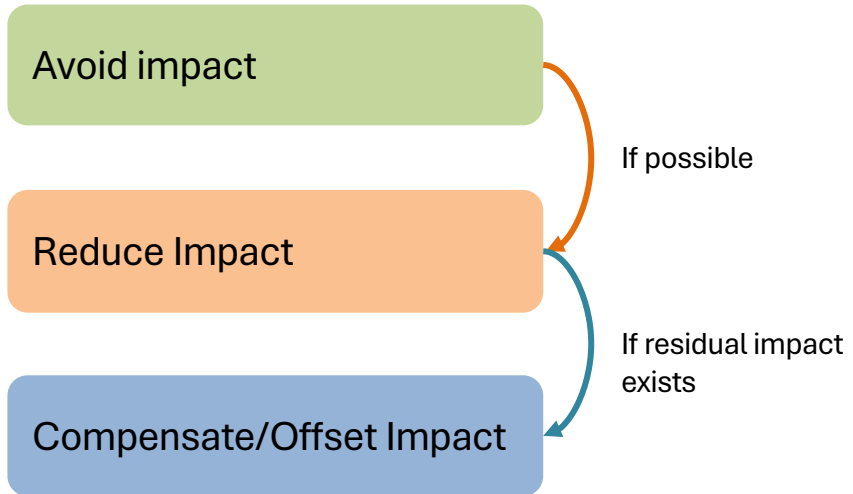 Avoid impact
If possible
Reduce Impact
If residual impact
exists
Compensate/Offset Impact